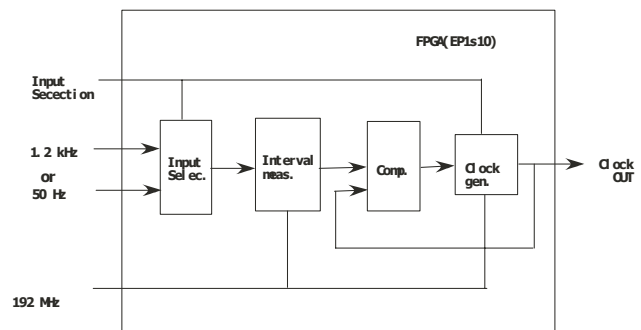 FPGA(EP1s10)
Input
Secection
1.2 kHz
or
50 Hz
Input
Selec.
Interval
meas.
Comp.
Clock
gen.
Clock
OUT
192 MHz